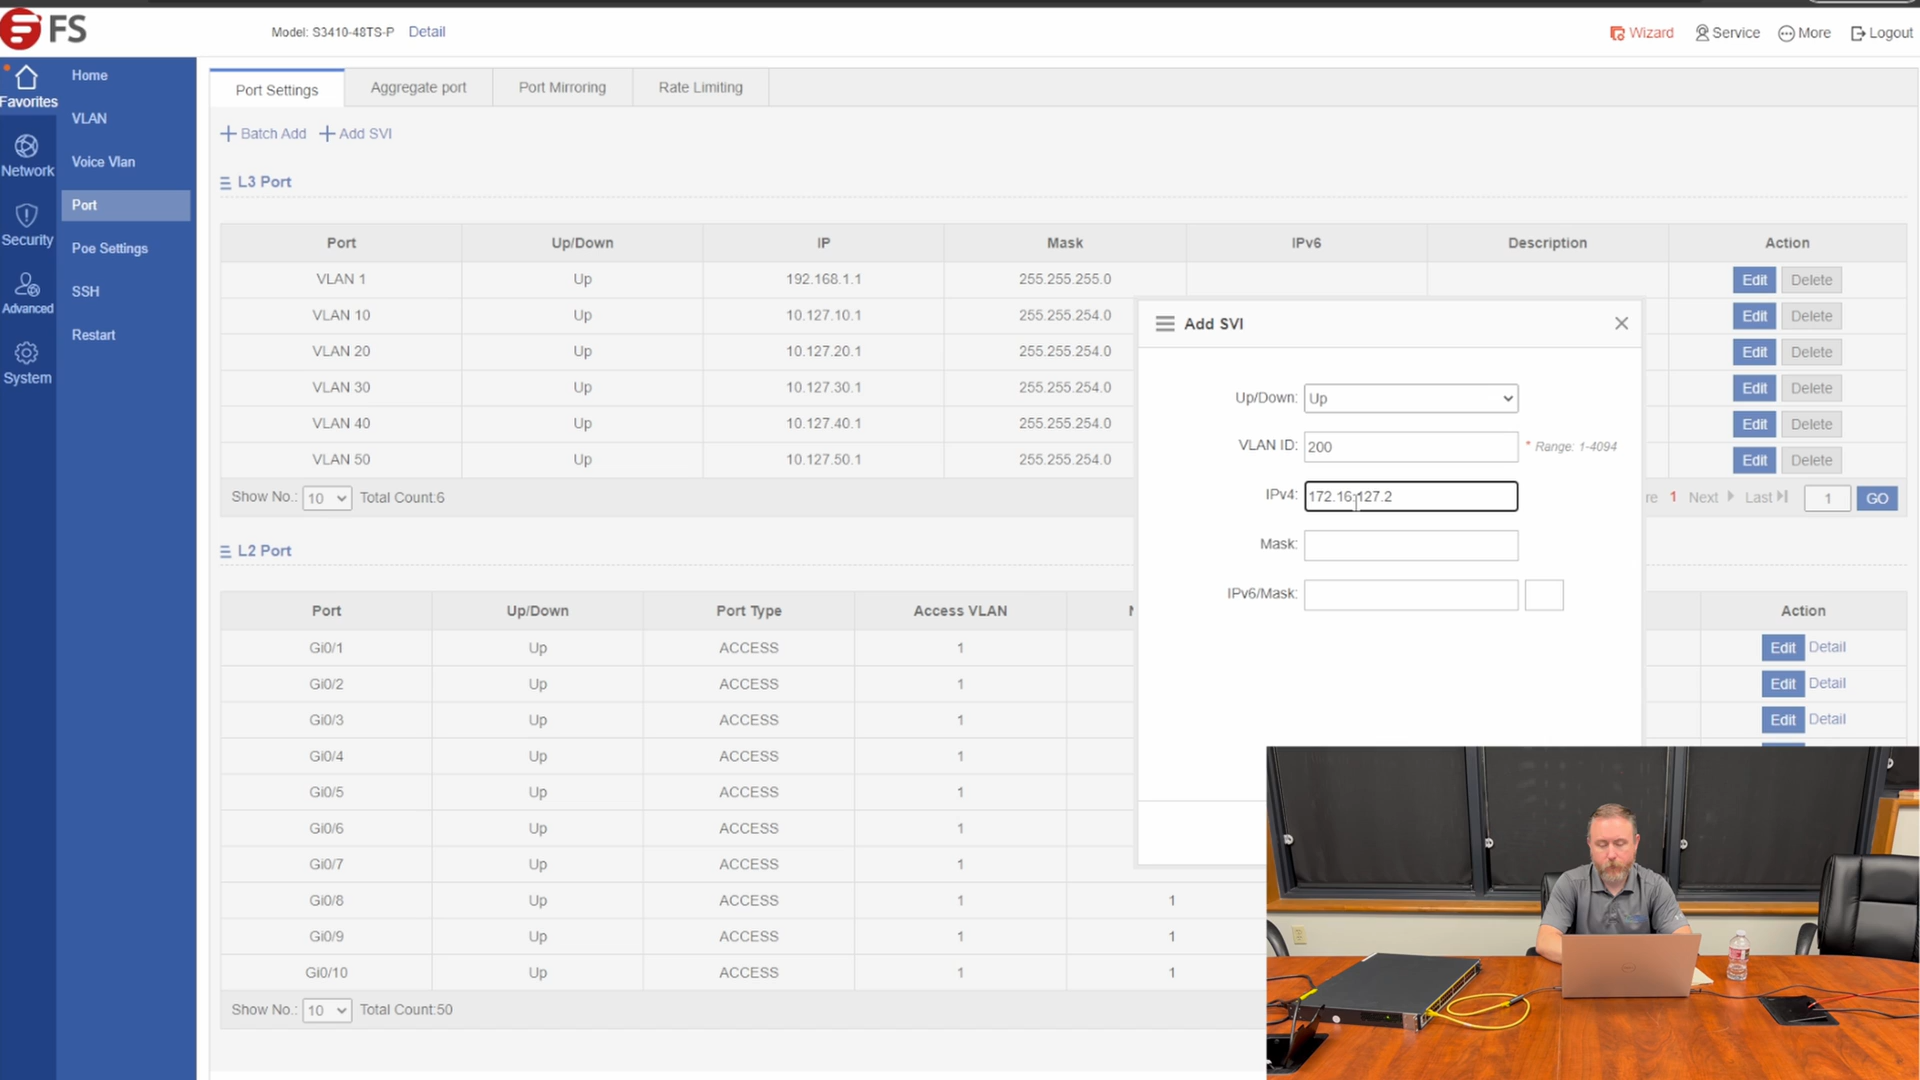 FS
Model: S3410-48TS-P Detail
Wizard Service More Logout
Favorites
Network
Security
Advanced
System
Home
VLAN
Voice Vlan
Port
Poe Settings
SSH
Restart
Port Settings Aggregate port Port Mirroring Rate Limiting
Batch Add Add SVI
L3 Port
Port Up/Down IP Mask IPv6 Description Action
VLAN 1 Up 192.168.1.1 255.255.255.0 Edit Delete
VLAN 10 Up 10.127.10.1 255.255.254.0 Edit Delete
VLAN 20 Up 10.127.20.1 255.255.254.0 Edit Delete
VLAN 30 Up 10.127.30.1 255.255.254.0 Edit Delete
VLAN 40 Up 10.127.40.1 255.255.254.0 Edit Delete
VLAN 50 Up 10.127.50.1 255.255.254.0 Edit Delete
Show No.: 10 Total Count:6 re 1 Next Last 1 GO
Add SVI
Up/Down: Up
VLAN ID: 200 * Range: 1-4094
IPv4: 172.16.127.2
Mask:
IPv6/Mask:
L2 Port
Port Up/Down Port Type Access VLAN Action
Gi0/1 Up ACCESS 1 Edit Detail
Gi0/2 Up ACCESS 1 Edit Detail
Gi0/3 Up ACCESS 1 Edit Detail
Gi0/4 Up ACCESS 1
Gi0/5 Up ACCESS 1
Gi0/6 Up ACCESS 1
Gi0/7 Up ACCESS 1
Gi0/8 Up ACCESS 1 1
Gi0/9 Up ACCESS 1 1
Gi0/10 Up ACCESS 1 1
Show No.: 10 Total Count:50